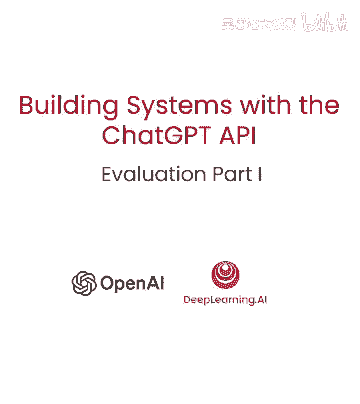 Building Systems with the
ChatGPT API
Evaluation Part I
OpenAI
DeepLearning.AI